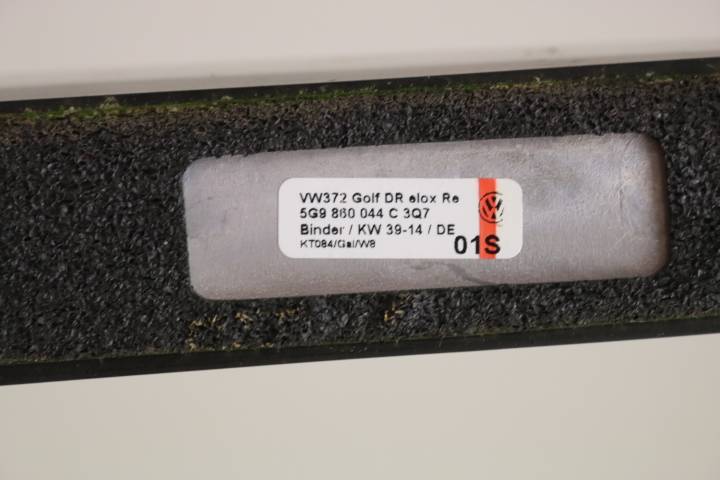 VW372 Golf DR elox Re
5G9 860 044 C 3Q7
Binder / KW 39-14 / DE
KT084/Gal/W8
01S